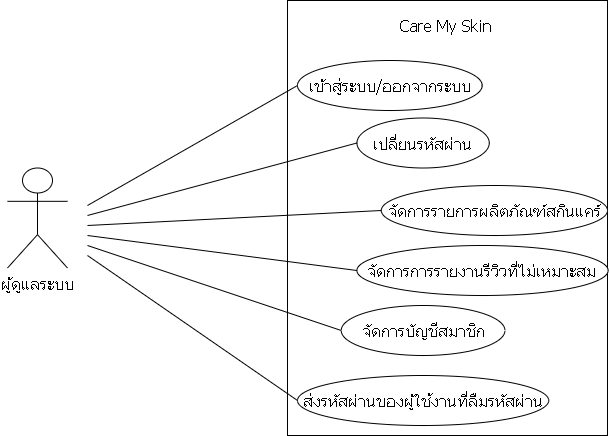 Care My Skin
เข้าสู่ระบบ/ออกจากระบบ
เปลี่ยนรหัสผ่าน
จัดการรายการผลิตภัณฑ์สกินแคร์
จัดการการรายงานรีวิวที่ไม่เหมาะสม
ผู้ดูแลระบบ
จัดการบัญชีสมาชิก
ส่งรหัสผ่านของผู้ใช้งานที่ลืมรหัสผ่าน